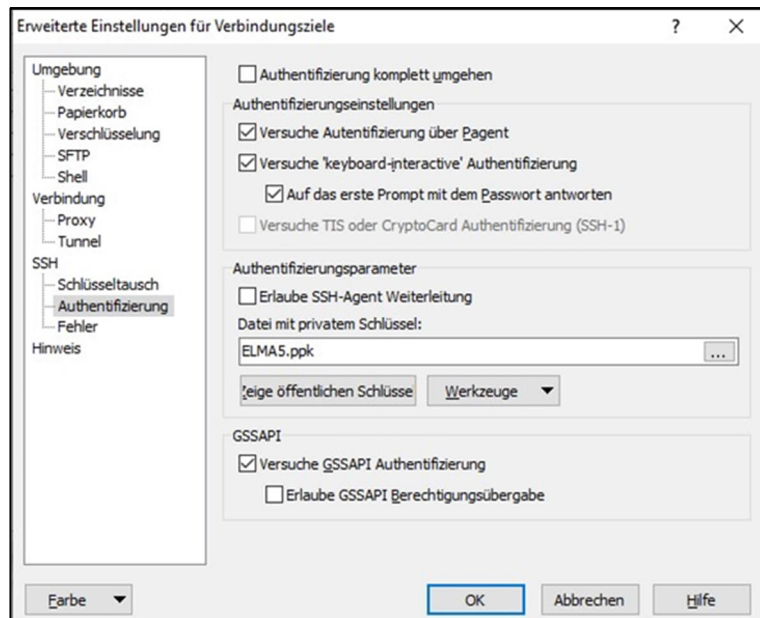 Erweiterte Einstellungen für Verbindungsziele
?
Umgebung
Verzeichnisse
Papierkorb
Verschlüsselung
SFTP
Shell
Verbindung
Proxy
Tunnel
SSH
Schlüsseltausch
Authentifizierung
Fehler
Hinweis
Authentifizierung komplett umgehen
Authentifizierungseinstellungen
Versuche Autentifizierung über Pagent
Versuche 'keyboard-interactive' Authentifizierung
Auf das erste Prompt mit dem Passwort antworten
Versuche TIS oder CryptoCard Authentifizierung (SSH-1)
Authentifizierungsparameter
Erlaube SSH-Agent Weiterleitung
Datei mit privatem Schlüssel:
ELMA5.ppk
...
Zeige öffentlichen Schlüsse
Werkzeuge
GSSAPI
Versuche GSSAPI Authentifizierung
Erlaube GSSAPI Berechtigungsübergabe
Farbe
OK
Abbrechen
Hilfe